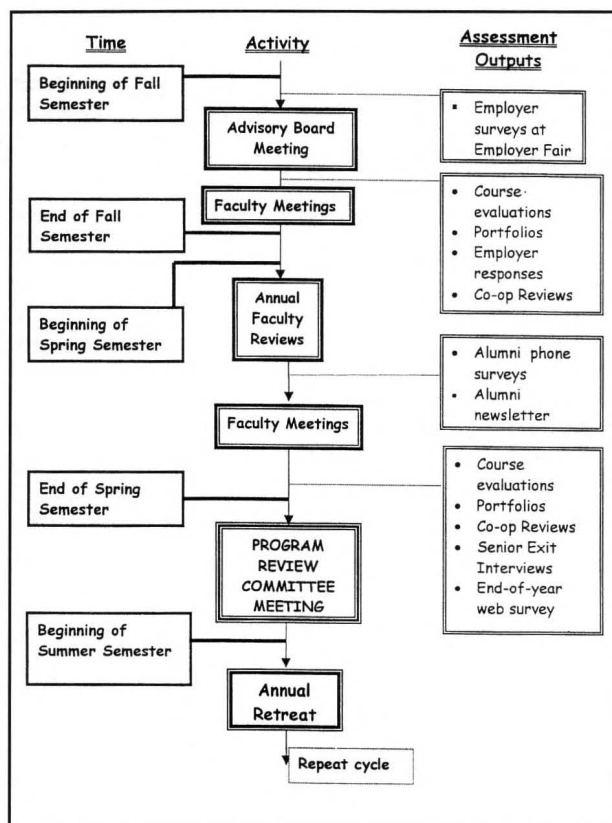 Time
Activity
Assessment
Outputs
Beginning of Fall
Semester
Advisory Board
Meeting
▪ Employer
surveys at
Employer Fair
Faculty Meetings
End of Fall
Semester
• Course
evaluations
• Portfolios
• Employer
responses
• Co-op Reviews
Annual
Faculty
Reviews
Beginning of
Spring Semester
• Alumni phone
surveys
• Alumni
newsletter
Faculty Meetings
End of Spring
Semester
• Course
evaluations
• Portfolios
• Co-op Reviews
• Senior Exit
Interviews
• End-of-year
web survey
PROGRAM
REVIEW
COMMITTEE
MEETING
Beginning of
Summer Semester
Annual
Retreat
Repeat cycle